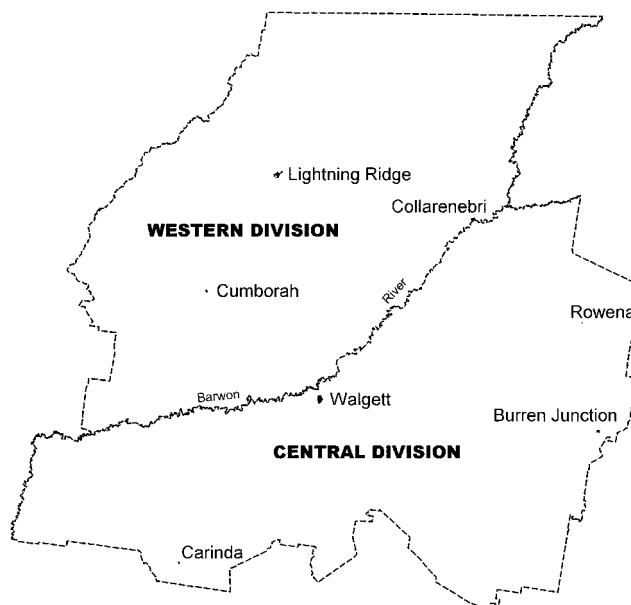 Lightning Ridge
Collarenebri
WESTERN DIVISION
River
Cumborah
Rowena
Barwon
Walgett
Burren Junction
CENTRAL DIVISION
Carinda